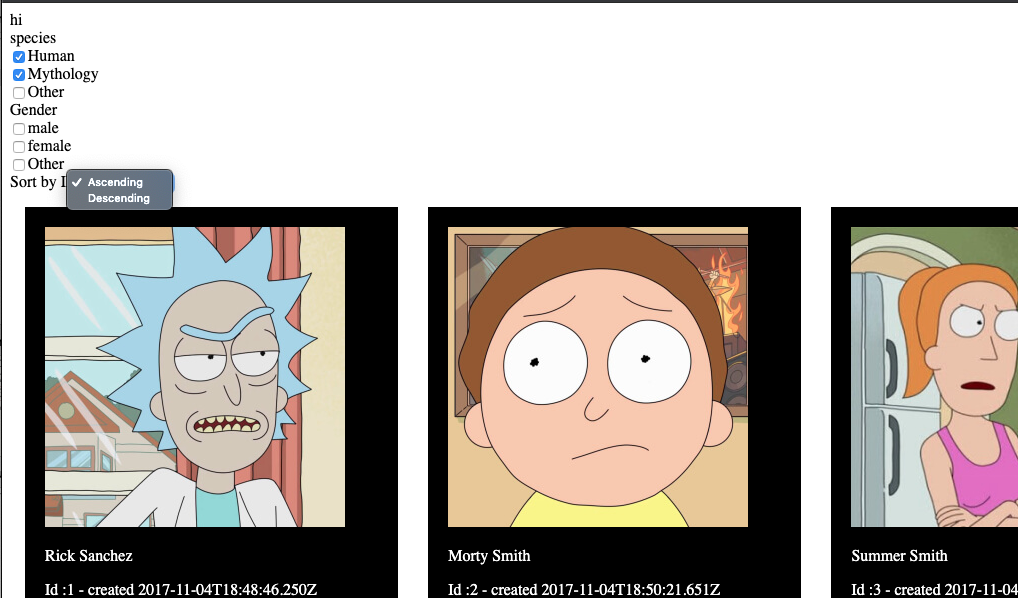 hi
species
Human
Mythology
Other
Gender
male
female
Other
Sort by
Ascending
Descending
Rick Sanchez
Morty Smith
Summer Smith
Id :1 - created 2017-11-04T18:48:46.250Z
Id :2 - created 2017-11-04T18:50:21.651Z
Id :3 - created 2017-11-04